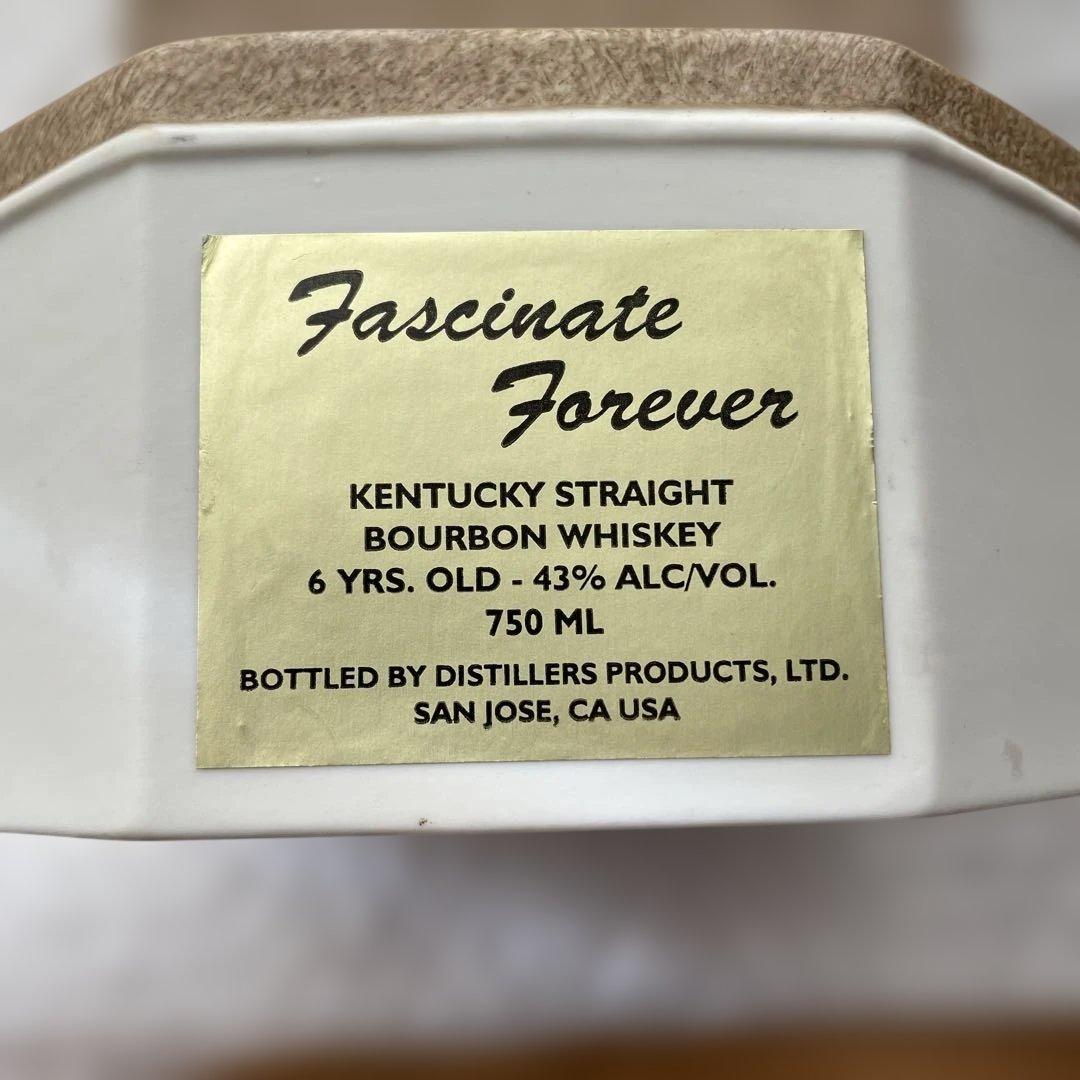 Fascinate
Forever
KENTUCKY STRAIGHT
BOURBON WHISKEY
6 YRS. OLD - 43% ALC/VOL.
750 ML
BOTTLED BY DISTILLERS PRODUCTS, LTD.
SAN JOSE, CA USA